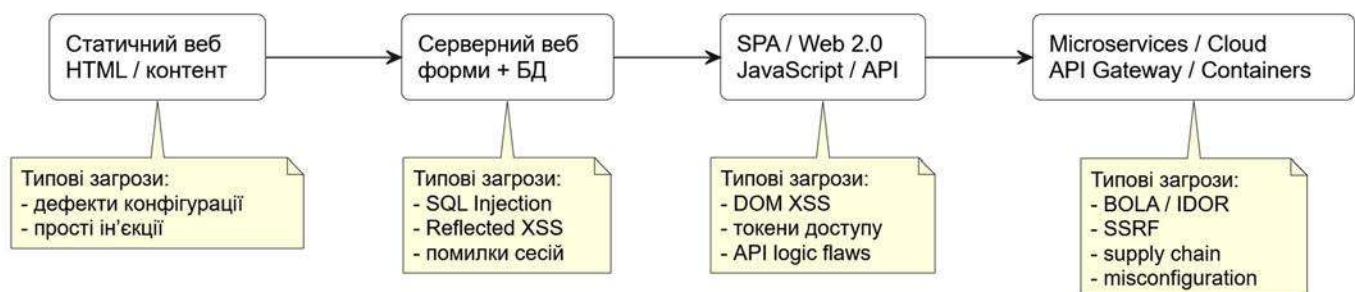 Статичний веб
HTML / контент
Серверний веб
форми + БД
SPA / Web 2.0
JavaScript / API
Microservices / Cloud
API Gateway / Containers
Типові загрози:
- дефекти конфігурації
- прості ін’єкції
Типові загрози:
- SQL Injection
- Reflected XSS
- помилки сесій
Типові загрози:
- DOM XSS
- токени доступу
- API logic flaws
Типові загрози:
- BOLA / IDOR
- SSRF
- supply chain
- misconfiguration